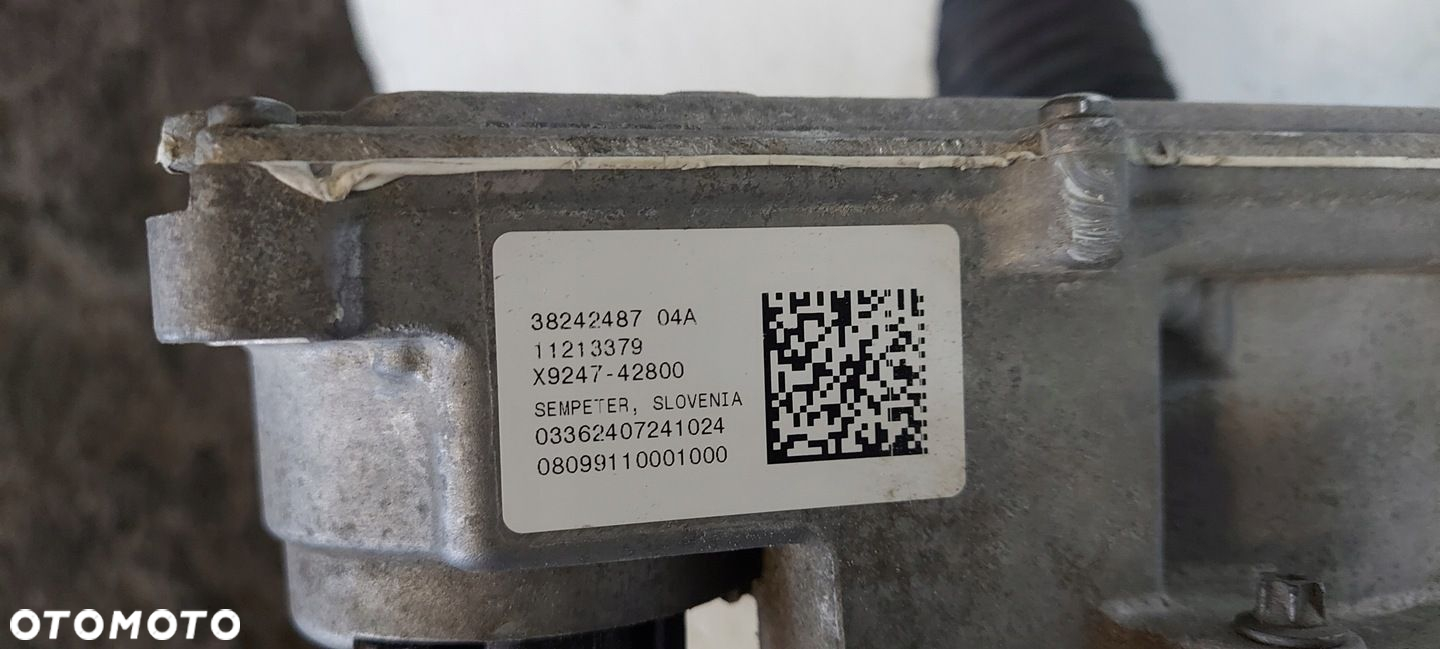 38242487 04A
11213379
X9247-42800
SEMPETER, SLOVENIA
03362407241024
08099110001000
OTOMOTO